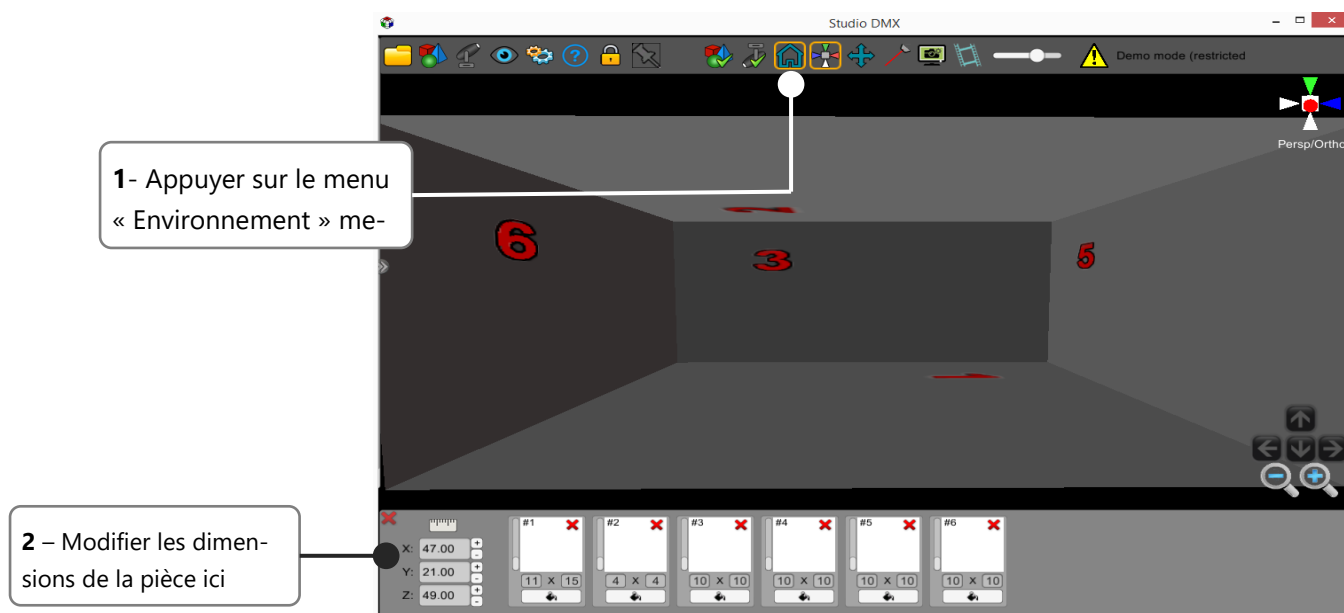 Studio DMX
Demo mode (restricted
Persp/Ortho
1- Appuyer sur le menu
« Environnement » me-
6
3
5
2 – Modifier les dimen-
sions de la pièce ici
X: 47.00 + -
Y: 21.00 + -
Z: 49.00 + -
#1 #2 #3 #4 #5 #6
11 X 15 4 X 4 10 X 10 10 X 10 10 X 10 10 X 10